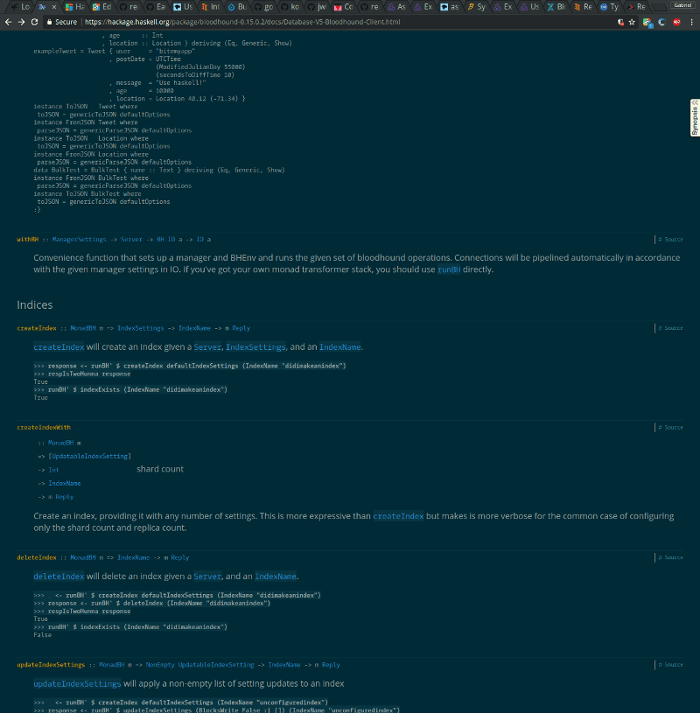 Lo
Ha
Ed
re
Ea
Us
Int
Bu
go
ko
jw
Co
re
As
Ex
Sy
Ex
Us
Bl
Re
Ty
Re
Gabriel
Secure https://hackage.haskell.org/package/bloodhound-0.15.0.2/docs/Database-V5-Bloodhound-Client.html
, age :: Int
, location :: Location } deriving (Eq, Generic, Show)
exampleTweet = Tweet { user = "bitemyapp"
, postDate = UTCTime
(ModifiedJulianDay 55000)
(secondsToDiffTime 10)
, message = "Use haskell!"
, age = 10000
, location = Location 40.12 (-71.34) }
instance ToJSON Tweet where
toJSON = genericToJSON defaultOptions
instance FromJSON Tweet where
parseJSON = genericParseJSON defaultOptions
instance ToJSON Location where
toJSON = genericToJSON defaultOptions
instance FromJSON Location where
parseJSON = genericParseJSON defaultOptions
data BulkTest = BulkTest { name :: Text } deriving (Eq, Generic, Show)
instance FromJSON BulkTest where
parseJSON = genericParseJSON defaultOptions
instance ToJSON BulkTest where
toJSON = genericToJSON defaultOptions
:}
Synopsis
withBH :: ManagerSettings -> Server -> BH IO a -> IO a # Source
Convenience function that sets up a manager and BHEnv and runs the given set of bloodhound operations. Connections will be pipelined automatically in accordance
with the given manager settings in IO. If you've got your own monad transformer stack, you should use runBH directly.
Indices
createIndex :: MonadBH m => IndexSettings -> IndexName -> m Reply # Source
createIndex will create an index given a Server, IndexSettings, and an IndexName.
>>> response <- runBH' $ createIndex defaultIndexSettings (IndexName "didimakeanindex")
>>> respIsTwoHunna response
True
>>> runBH' $ indexExists (IndexName "didimakeanindex")
True
createIndexWith # Source
:: MonadBH m
=> [UpdatableIndexSetting]
-> Int shard count
-> IndexName
-> m Reply
Create an index, providing it with any number of settings. This is more expressive than createIndex but makes is more verbose for the common case of configuring
only the shard count and replica count.
deleteIndex :: MonadBH m => IndexName -> m Reply # Source
deleteIndex will delete an index given a Server, and an IndexName.
>>> _ <- runBH' $ createIndex defaultIndexSettings (IndexName "didimakeanindex")
>>> response <- runBH' $ deleteIndex (IndexName "didimakeanindex")
>>> respIsTwoHunna response
True
>>> runBH' $ indexExists (IndexName "didimakeanindex")
False
updateIndexSettings :: MonadBH m => NonEmpty UpdatableIndexSetting -> IndexName -> m Reply # Source
updateIndexSettings will apply a non-empty list of setting updates to an index
>>> _ <- runBH' $ createIndex defaultIndexSettings (IndexName "unconfiguredindex")
>>> response <- runBH' $ updateIndexSettings (BlocksWrite False :| []) (IndexName "unconfiguredindex")